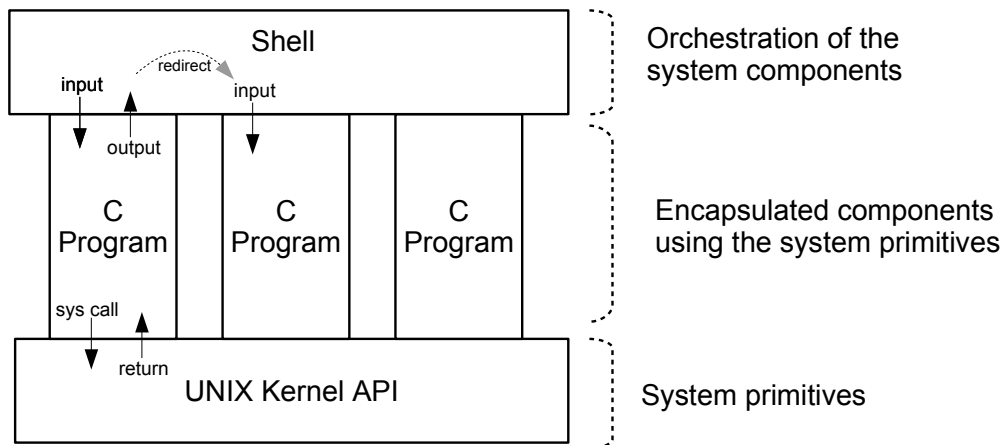 Shell
redirect
input
input
output
Orchestration of the
system components
C
Program
C
Program
C
Program
Encapsulated components
using the system primitives
sys call
return
UNIX Kernel API
System primitives